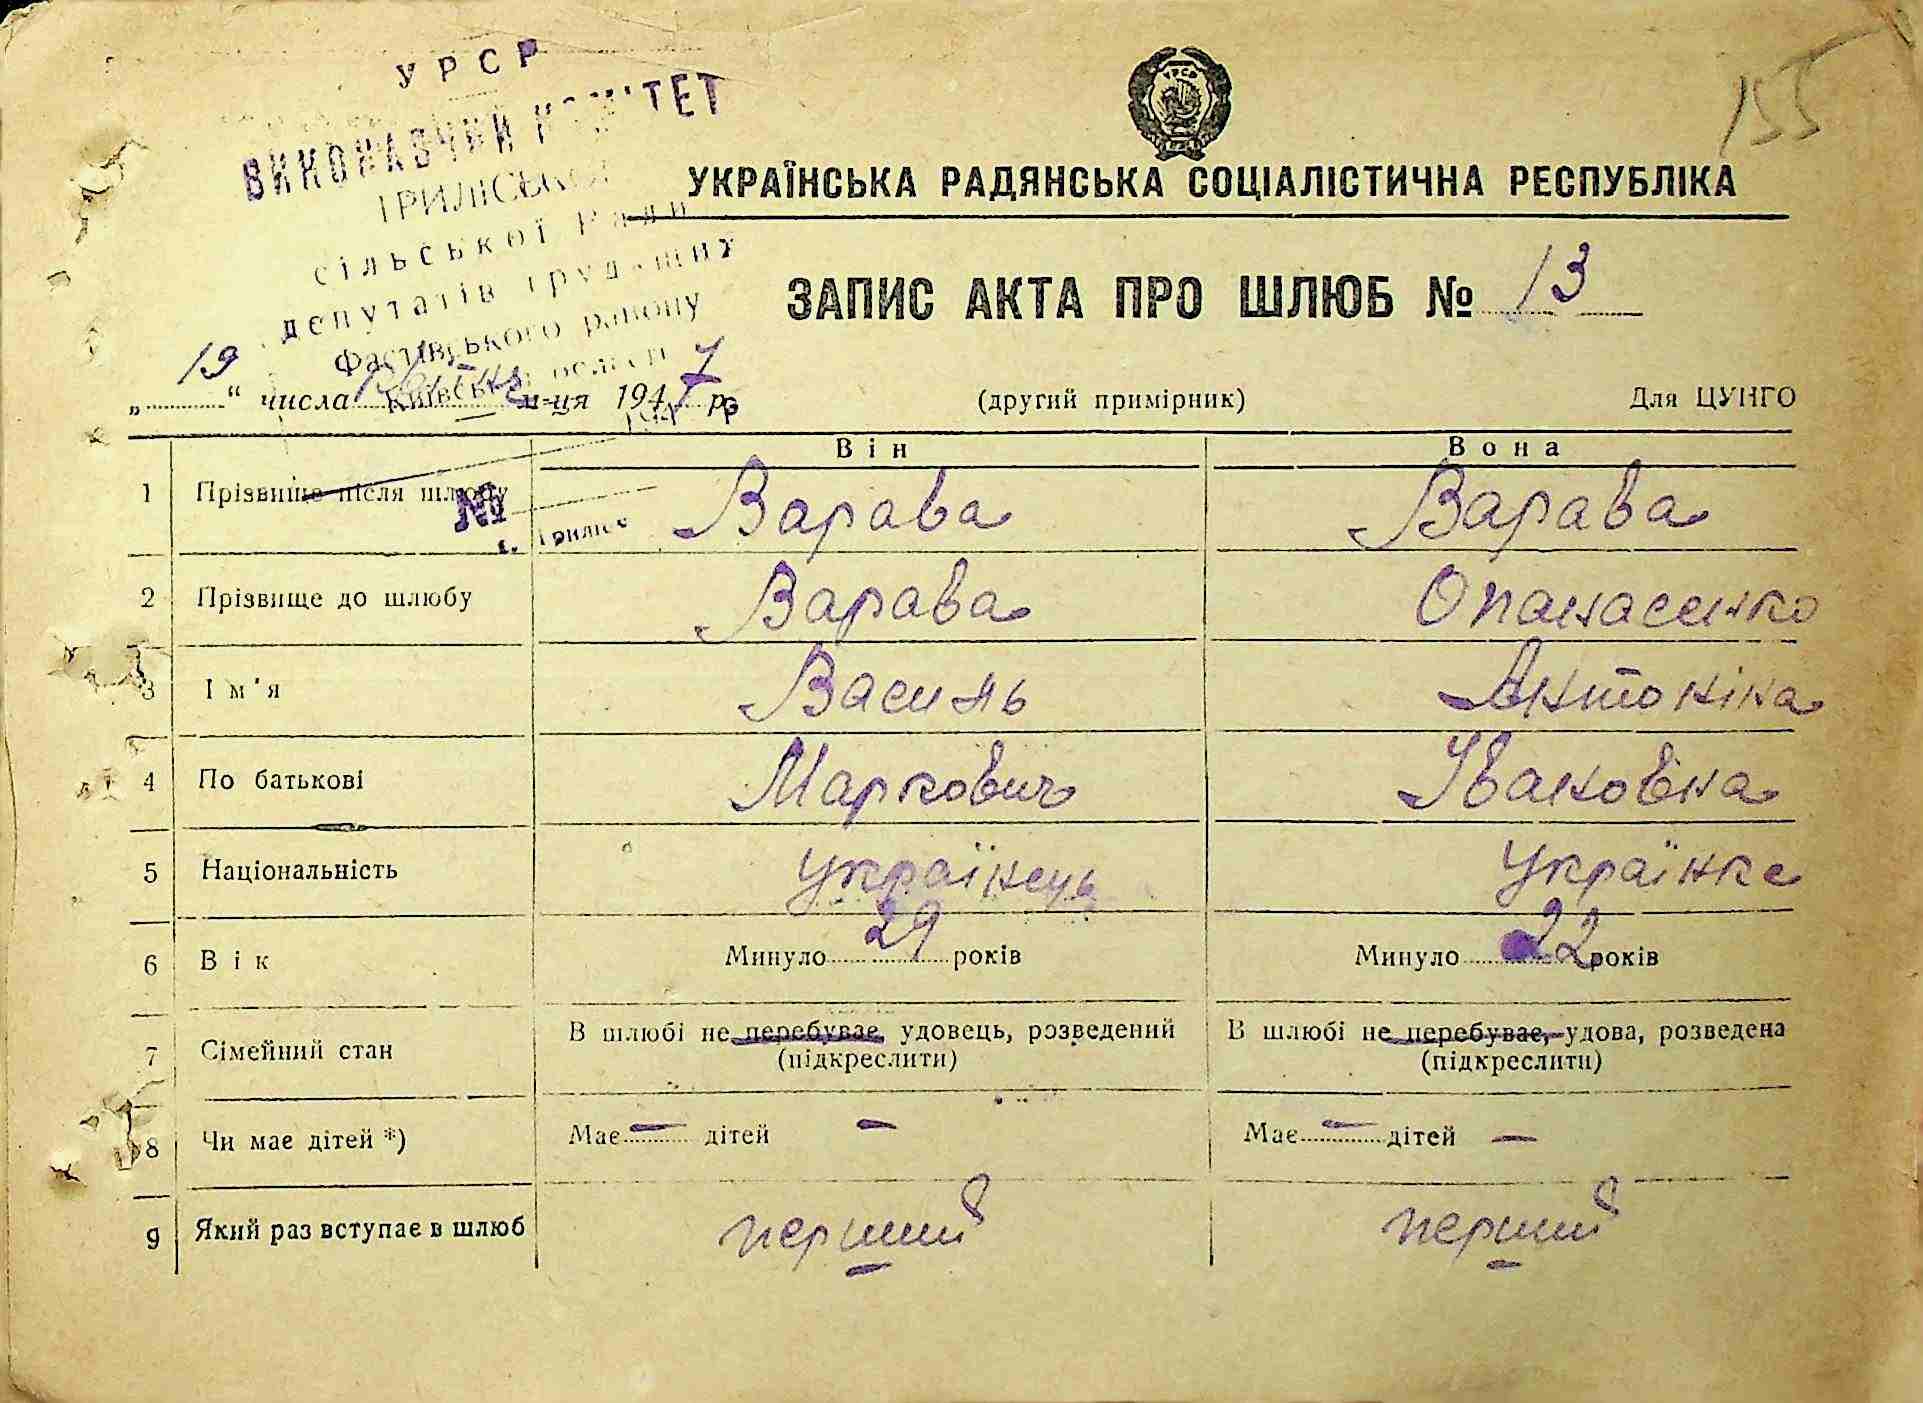 УРСР
ВИКОНАВЧИЙ КОМІТЕТ
сільської Ради
депутатів трудящих
Фастівського району
Київської області
№
155
УРСР
УКРАЇНСЬКА РАДЯНСЬКА СОЦІАЛІСТИЧНА РЕСПУБЛІКА
ЗАПИС АКТА ПРО ШЛЮБ № 13
„19“ числа м-ця 1947 р.
(другий примірник)
Для ЦУНГО
Він Вона
1 Прізвище після шлюбу Варава Варава
2 Прізвище до шлюбу Варава Опанасенко
3 Ім'я Василь Антоніна
4 По батькові Маркович Івановна
5 Національність українець Українка
6 Вік Минуло 29 років Минуло 22 років
7 Сімейний стан В шлюбі не перебуває, удовець, розведений В шлюбі не перебуває, удова, розведена
(підкреслити) (підкреслити)
8 Чи має дітей *) Має — дітей — Має — дітей —
9 Який раз вступає в шлюб перший перший